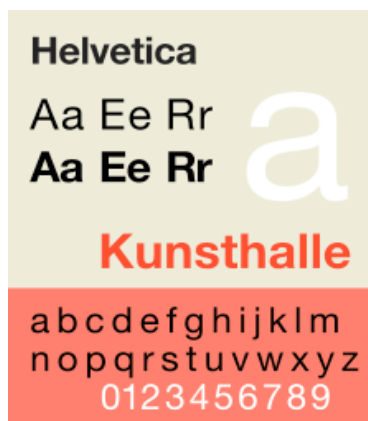 Helvetica
Aa Ee Rr
a
Aa Ee Rr
Kunsthalle
abcdefghijklm
nopqrstuvwxyz
0123456789